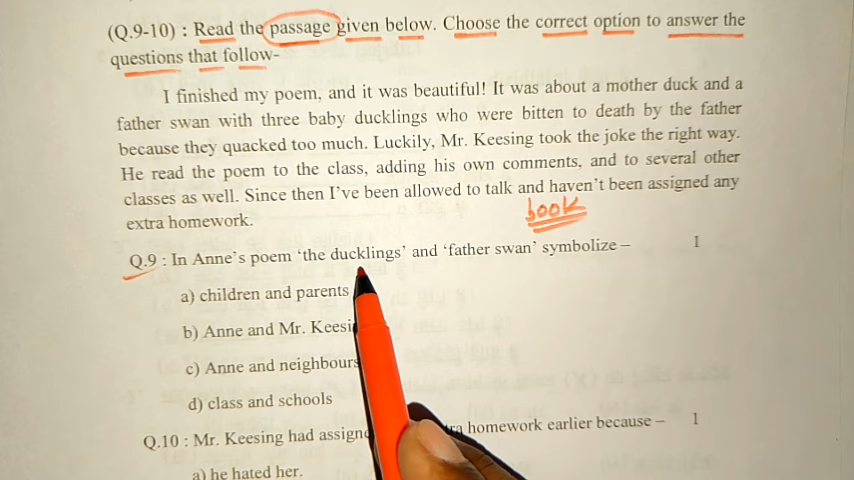 (Q.9-10) : Read the passage given below. Choose the correct option to answer the
questions that follow-
I finished my poem, and it was beautiful! It was about a mother duck and a
father swan with three baby ducklings who were bitten to death by the father
because they quacked too much. Luckily, Mr. Keesing took the joke the right way.
He read the poem to the class, adding his own comments, and to several other
classes as well. Since then I've been allowed to talk and haven't been assigned any
extra homework.
book
Q.9 : In Anne's poem 'the ducklings' and 'father swan' symbolize – 1
a) children and parents
b) Anne and Mr. Keesi
c) Anne and neighbours
d) class and schools
Q.10 : Mr. Keesing had assign homework earlier because – 1
a) he hated her.